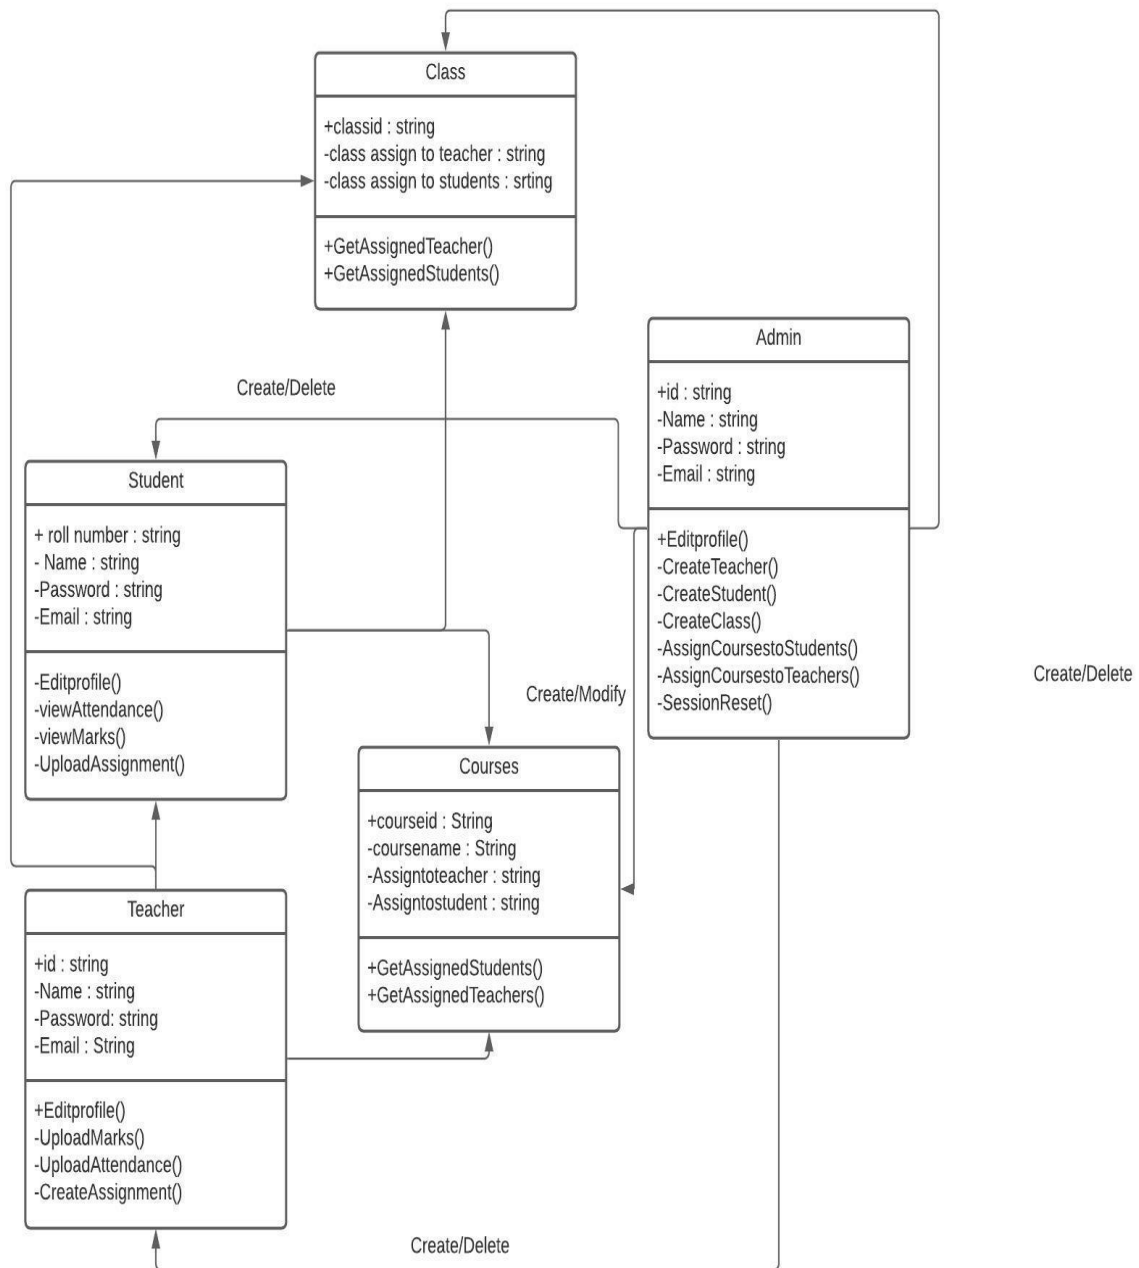 Class
+classid : string
-class assign to teacher : string
-class assign to students : srting
+GetAssignedTeacher()
+GetAssignedStudents()
Admin
+id : string
-Name : string
-Password : string
-Email : string
+Editprofile()
-CreateTeacher()
-CreateStudent()
-CreateClass()
-AssignCoursestoStudents()
-AssignCoursestoTeachers()
-SessionReset()
Create/Delete
Student
+ roll number : string
- Name : string
-Password : string
-Email : string
-Editprofile()
-viewAttendance()
-viewMarks()
-UploadAssignment()
Create/Modify
Create/Delete
Courses
+courseid : String
-coursename : String
-Assigntoteacher : string
-Assigntostudent : string
+GetAssignedStudents()
+GetAssignedTeachers()
Teacher
+id : string
-Name : string
-Password: string
-Email : String
+Editprofile()
-UploadMarks()
-UploadAttendance()
-CreateAssignment()
Create/Delete